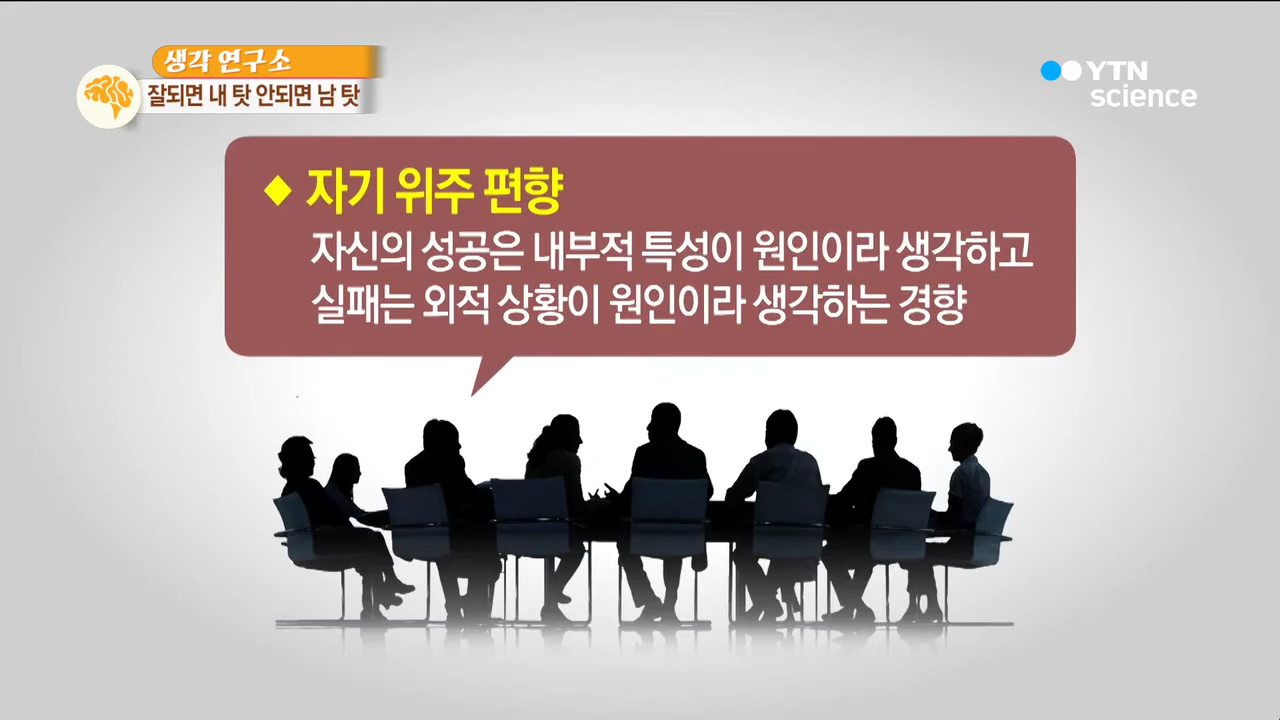 생각 연구소
잘되면 내 탓 안되면 남 탓
YTN
science
◆ 자기 위주 편향
자신의 성공은 내부적 특성이 원인이라 생각하고
실패는 외적 상황이 원인이라 생각하는 경향